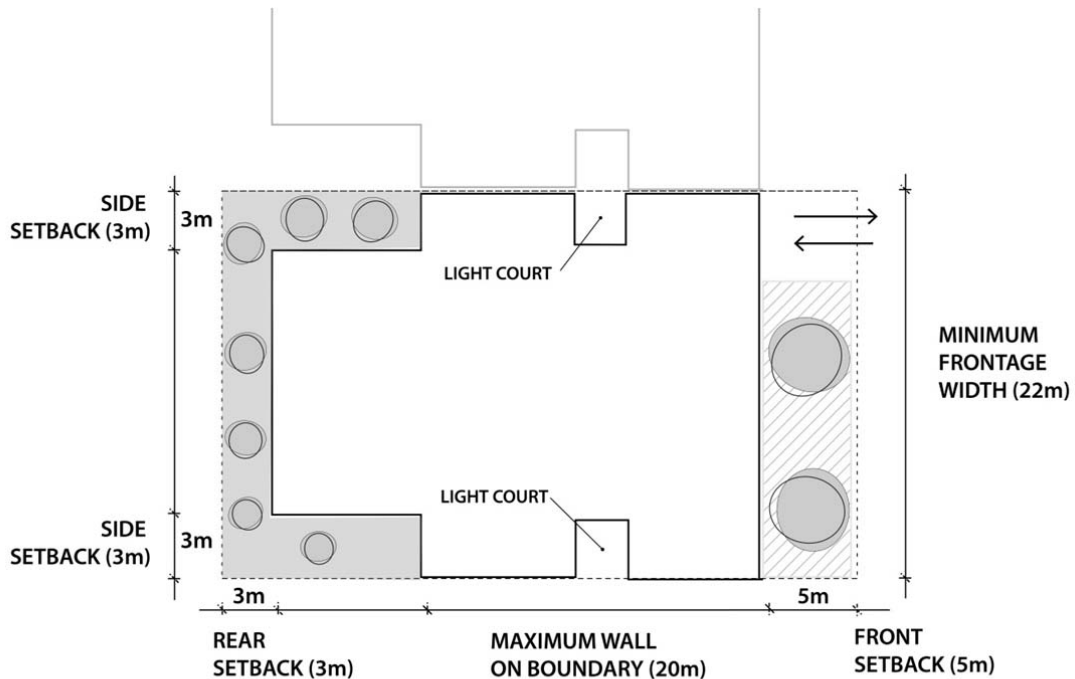 SIDE
SETBACK (3m)
3m
LIGHT COURT
MINIMUM
FRONTAGE
WIDTH (22m)
LIGHT COURT
SIDE
SETBACK (3m)
3m
3m
5m
REAR
SETBACK (3m)
MAXIMUM WALL
ON BOUNDARY (20m)
FRONT
SETBACK (5m)